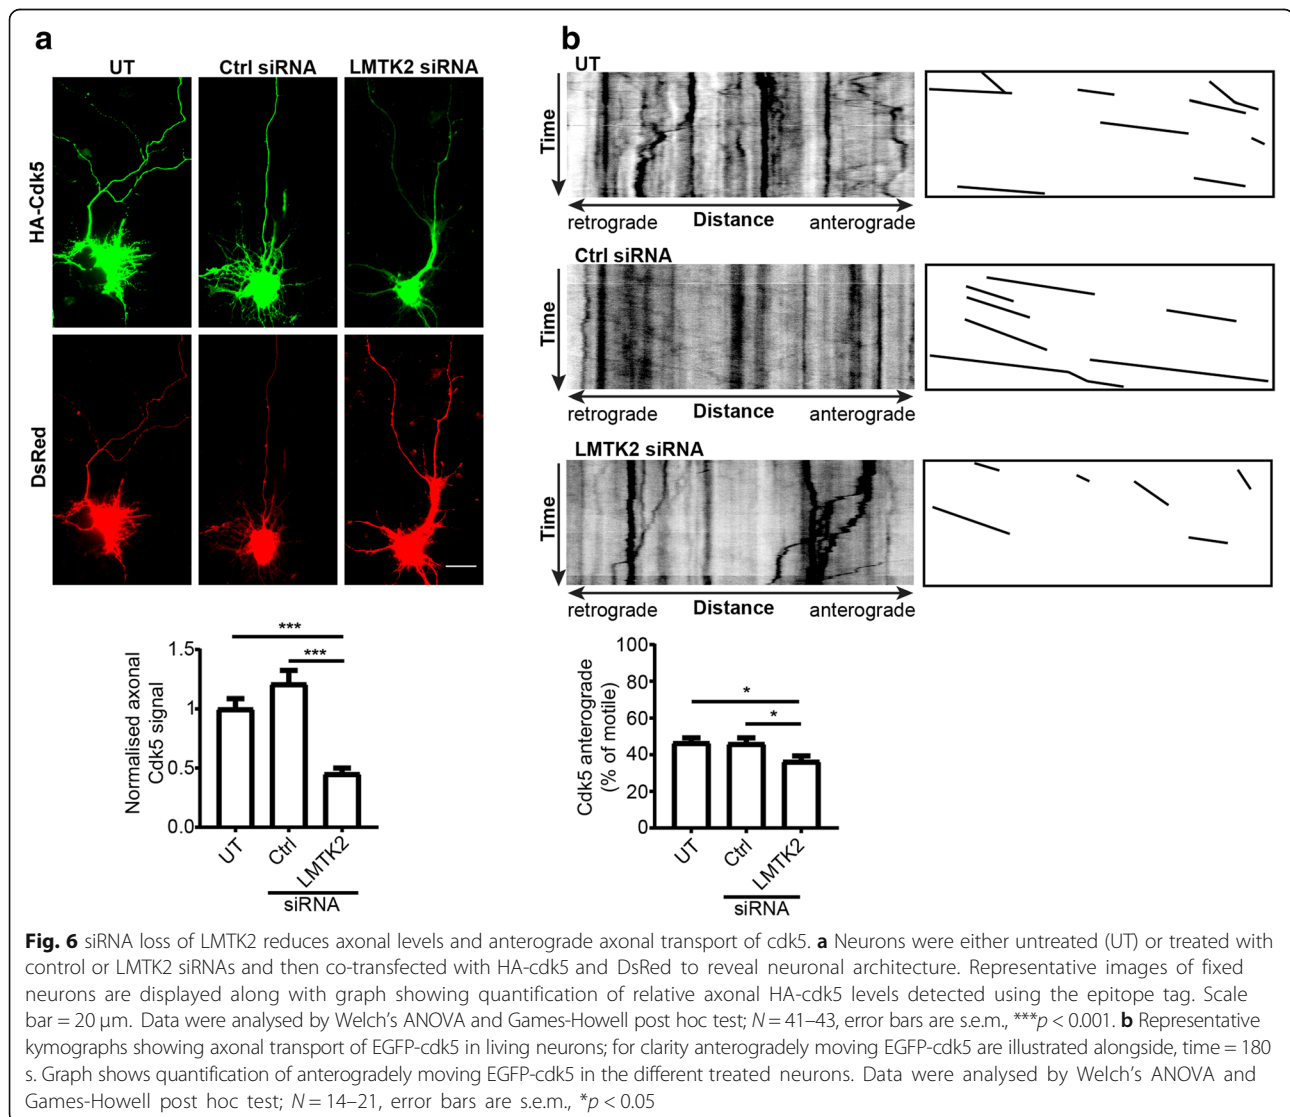 a
UT
Ctrl siRNA
LMTK2 siRNA
HA-Cdk5
DsRed
Normalised axonal
Cdk5 signal
1.5
1
0.5
0.0
***
***
UT
Ctrl
LMTK2
siRNA
b
UT
Time
retrograde
Distance
anterograde
Ctrl siRNA
Time
retrograde
Distance
anterograde
LMTK2 siRNA
Time
retrograde
Distance
anterograde
Cdk5 anterograde
(% of motile)
100
80
60
40
20
0
*
*
UT
Ctrl
LMTK2
siRNA
Fig. 6 siRNA loss of LMTK2 reduces axonal levels and anterograde axonal transport of cdk5. a Neurons were either untreated (UT) or treated with
control or LMTK2 siRNAs and then co-transfected with HA-cdk5 and DsRed to reveal neuronal architecture. Representative images of fixed
neurons are displayed along with graph showing quantification of relative axonal HA-cdk5 levels detected using the epitope tag. Scale
bar = 20 μm. Data were analysed by Welch's ANOVA and Games-Howell post hoc test; N = 41–43, error bars are s.e.m., ***p < 0.001. b Representative
kymographs showing axonal transport of EGFP-cdk5 in living neurons; for clarity anterogradely moving EGFP-cdk5 are illustrated alongside, time = 180
s. Graph shows quantification of anterogradely moving EGFP-cdk5 in the different treated neurons. Data were analysed by Welch's ANOVA and
Games-Howell post hoc test; N = 14–21, error bars are s.e.m., *p < 0.05